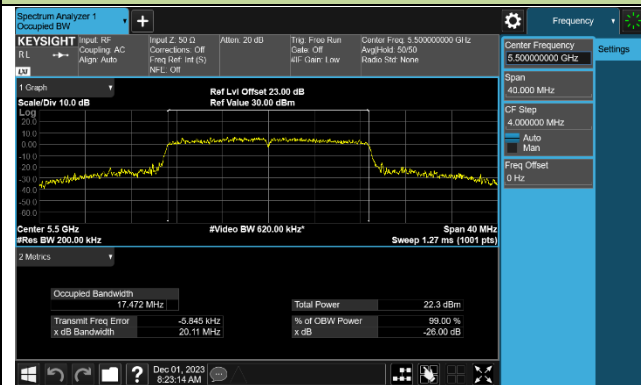 Spectrum Analyzer 1
Occupied BW
Frequency
KEYSIGHT
RL
Input: RF
Coupling: AC
Align: Auto
Input Z: 50 Ω
Corrections: Off
Freq Ref: Int (S)
NFE: Off
Atten: 20 dB
Trig: Free Run
Gate: Off
#IF Gain: Low
Center Freq: 5.500000000 GHz
Avg|Hold: 50/50
Radio Std: None
Center Frequency
5.500000000 GHz
Settings
Span
40.000 MHz
CF Step
4.000000 MHz
Auto
Man
Freq Offset
0 Hz
1 Graph
Scale/Div 10.0 dB
Ref Lvl Offset 23.00 dB
Ref Value 30.00 dBm
Log
20.0
10.0
0.00
-10.0
-20.0
-30.0
-40.0
-50.0
-60.0
Center 5.5 GHz
#Res BW 200.00 kHz
#Video BW 620.00 kHz*
Span 40 MHz
Sweep 1.27 ms (1001 pts)
2 Metrics
Occupied Bandwidth
17.472 MHz
Total Power
22.3 dBm
Transmit Freq Error
-5.845 kHz
% of OBW Power
99.00 %
x dB Bandwidth
20.11 MHz
x dB
-26.00 dB
Dec 01, 2023
8:23:14 AM